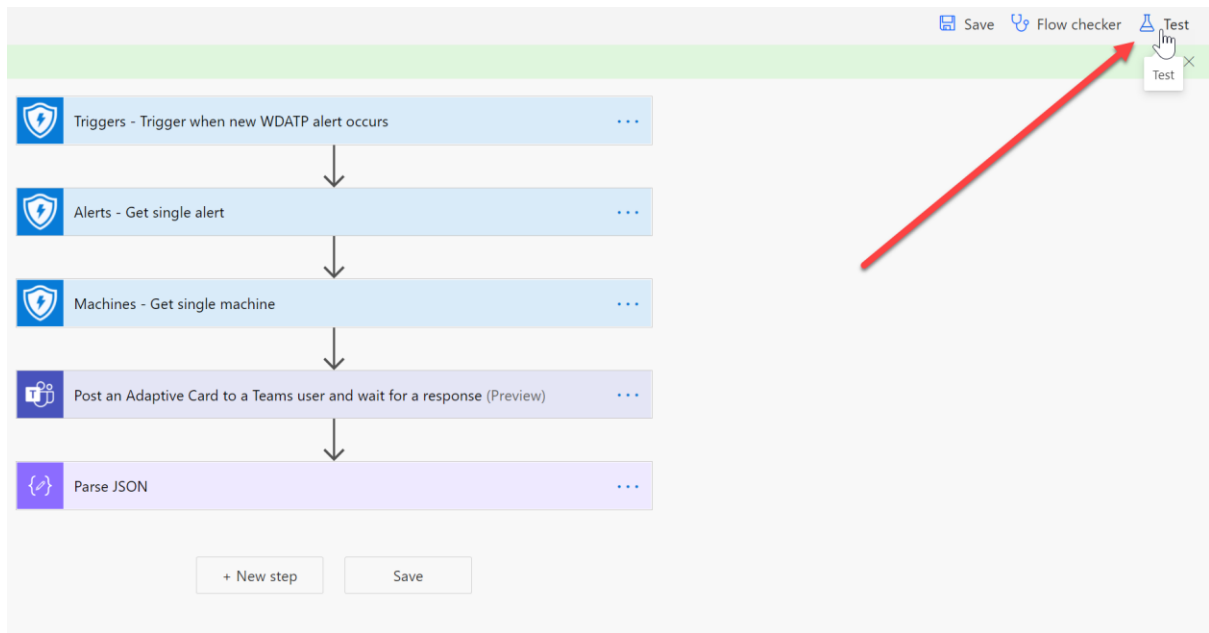 Save Flow checker Test
Test
Triggers - Trigger when new WDATP alert occurs
Alerts - Get single alert
Machines - Get single machine
Post an Adaptive Card to a Teams user and wait for a response (Preview)
Parse JSON
+ New step Save